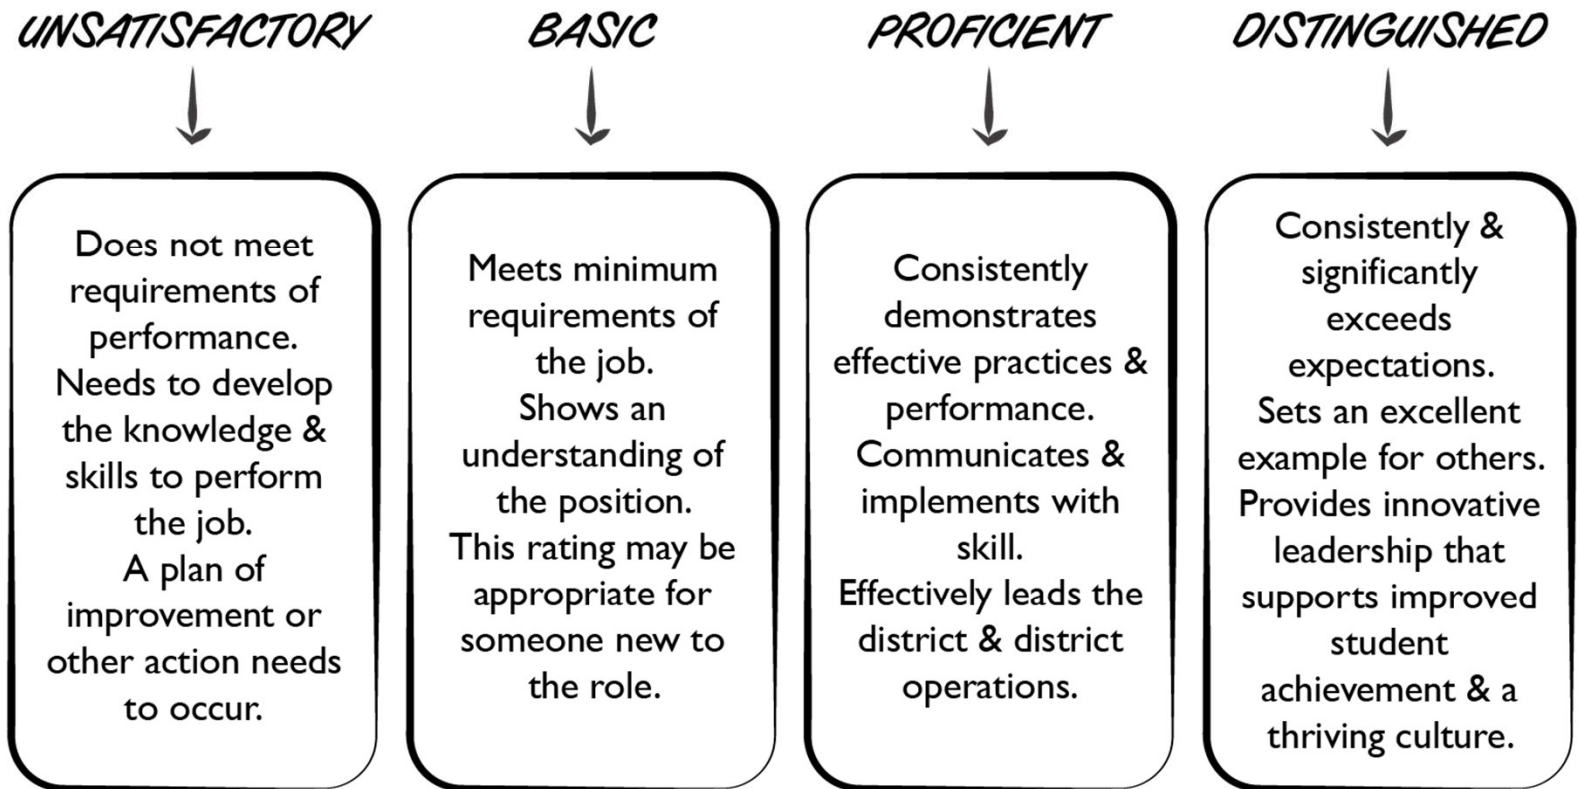 UNSATISFACTORY
Does not meet
requirements of
performance.
Needs to develop
the knowledge &
skills to perform
the job.
A plan of
improvement or
other action needs
to occur.
BASIC
Meets minimum
requirements of
the job.
Shows an
understanding of
the position.
This rating may be
appropriate for
someone new to
the role.
PROFICIENT
Consistently
demonstrates
effective practices &
performance.
Communicates &
implements with
skill.
Effectively leads the
district & district
operations.
DISTINGUISHED
Consistently &
significantly
exceeds
expectations.
Sets an excellent
example for others.
Provides innovative
leadership that
supports improved
student
achievement & a
thriving culture.